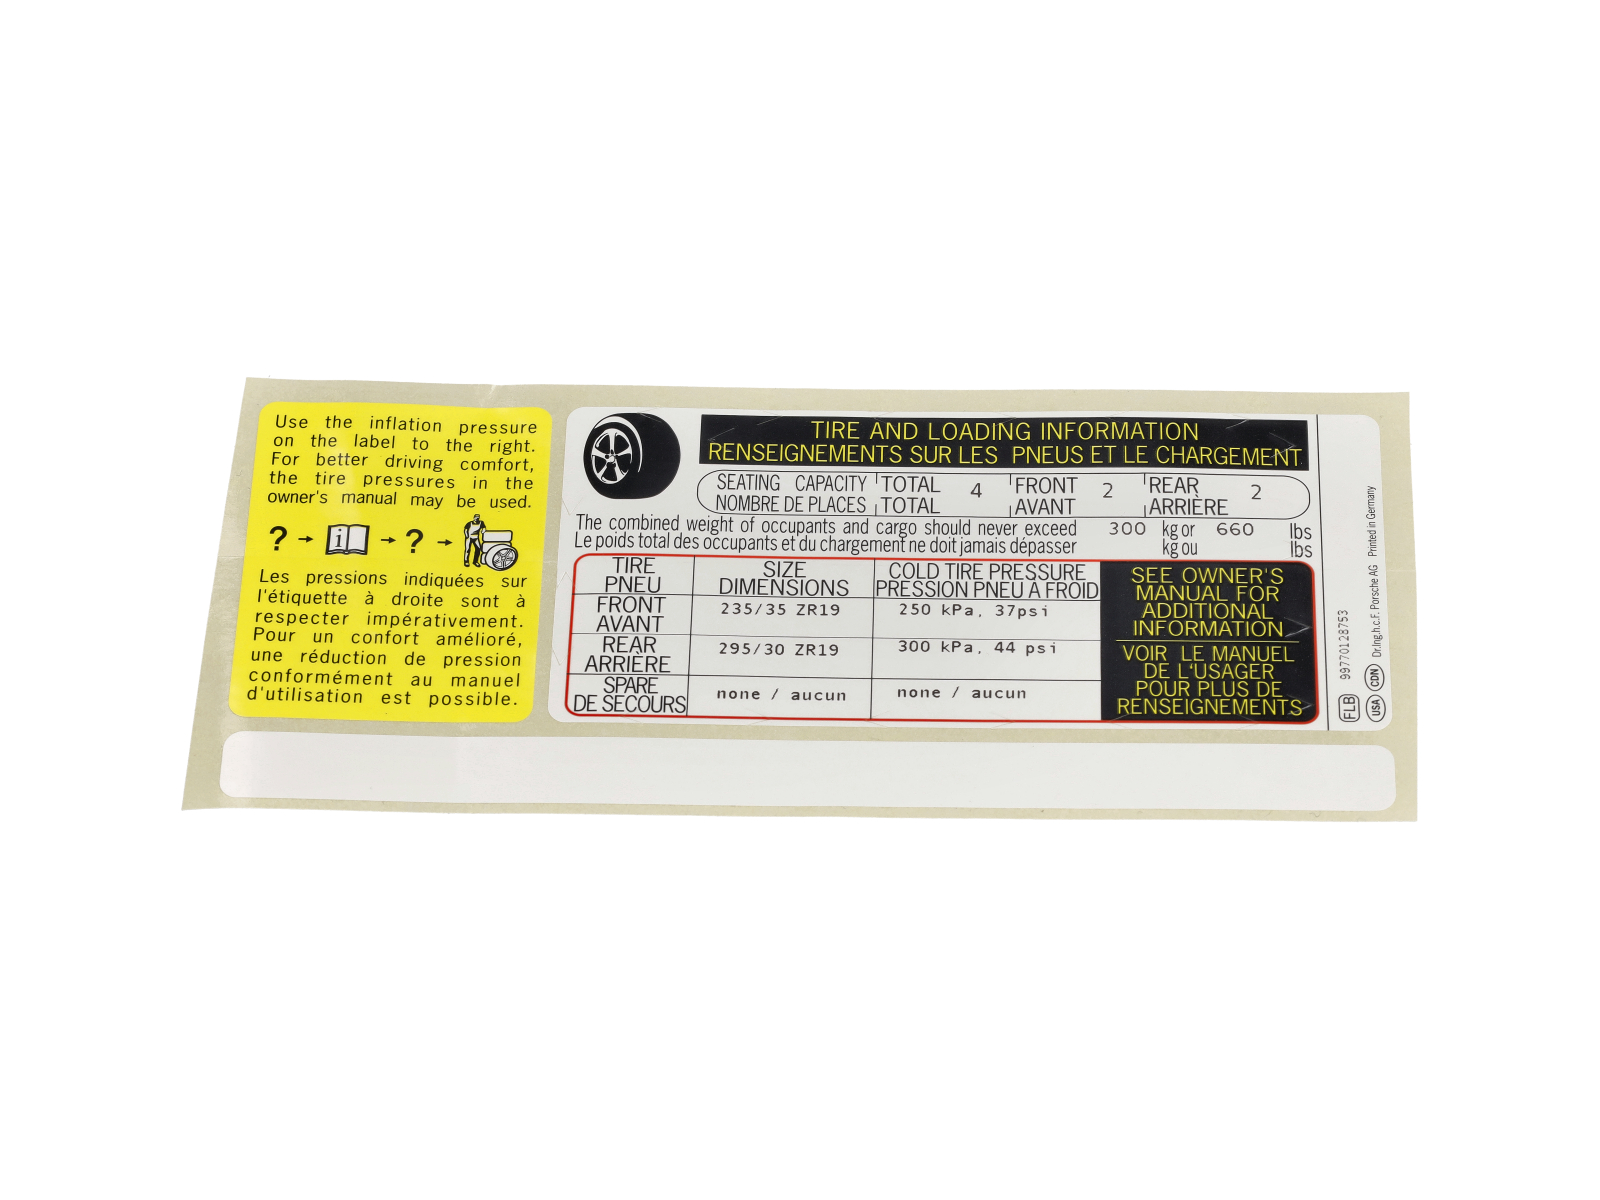 Use the inflation pressure
on the label to the right.
For better driving comfort,
the tire pressures in the
owner's manual may be used.
? → i → ? →
Les pressions indiquées sur
l'étiquette à droite sont à
respecter impérativement.
Pour un confort amélioré,
une réduction de pression
conformément au manuel
d'utilisation est possible.
TIRE AND LOADING INFORMATION
RENSEIGNEMENTS SUR LES PNEUS ET LE CHARGEMENT
SEATING CAPACITY TOTAL 4 FRONT 2 REAR 2
NOMBRE DE PLACES TOTAL AVANT ARRIÈRE
The combined weight of occupants and cargo should never exceed 300 kg or 660 lbs
Le poids total des occupants et du chargement ne doit jamais dépasser kg ou lbs
TIRE SIZE COLD TIRE PRESSURE
PNEU DIMENSIONS PRESSION PNEU A FROID
FRONT 235/35 ZR19 250 kPa, 37psi
AVANT
REAR 295/30 ZR19 300 kPa, 44 psi
ARRIÈRE
SPARE none / aucun none / aucun
DE SECOURS
SEE OWNER'S
MANUAL FOR
ADDITIONAL
INFORMATION
VOIR LE MANUEL
DE L'USAGER
POUR PLUS DE
RENSEIGNEMENTS
FLB 99770128753
USA CDN Dr.Ing.h.c.F. Porsche AG Printed in Germany